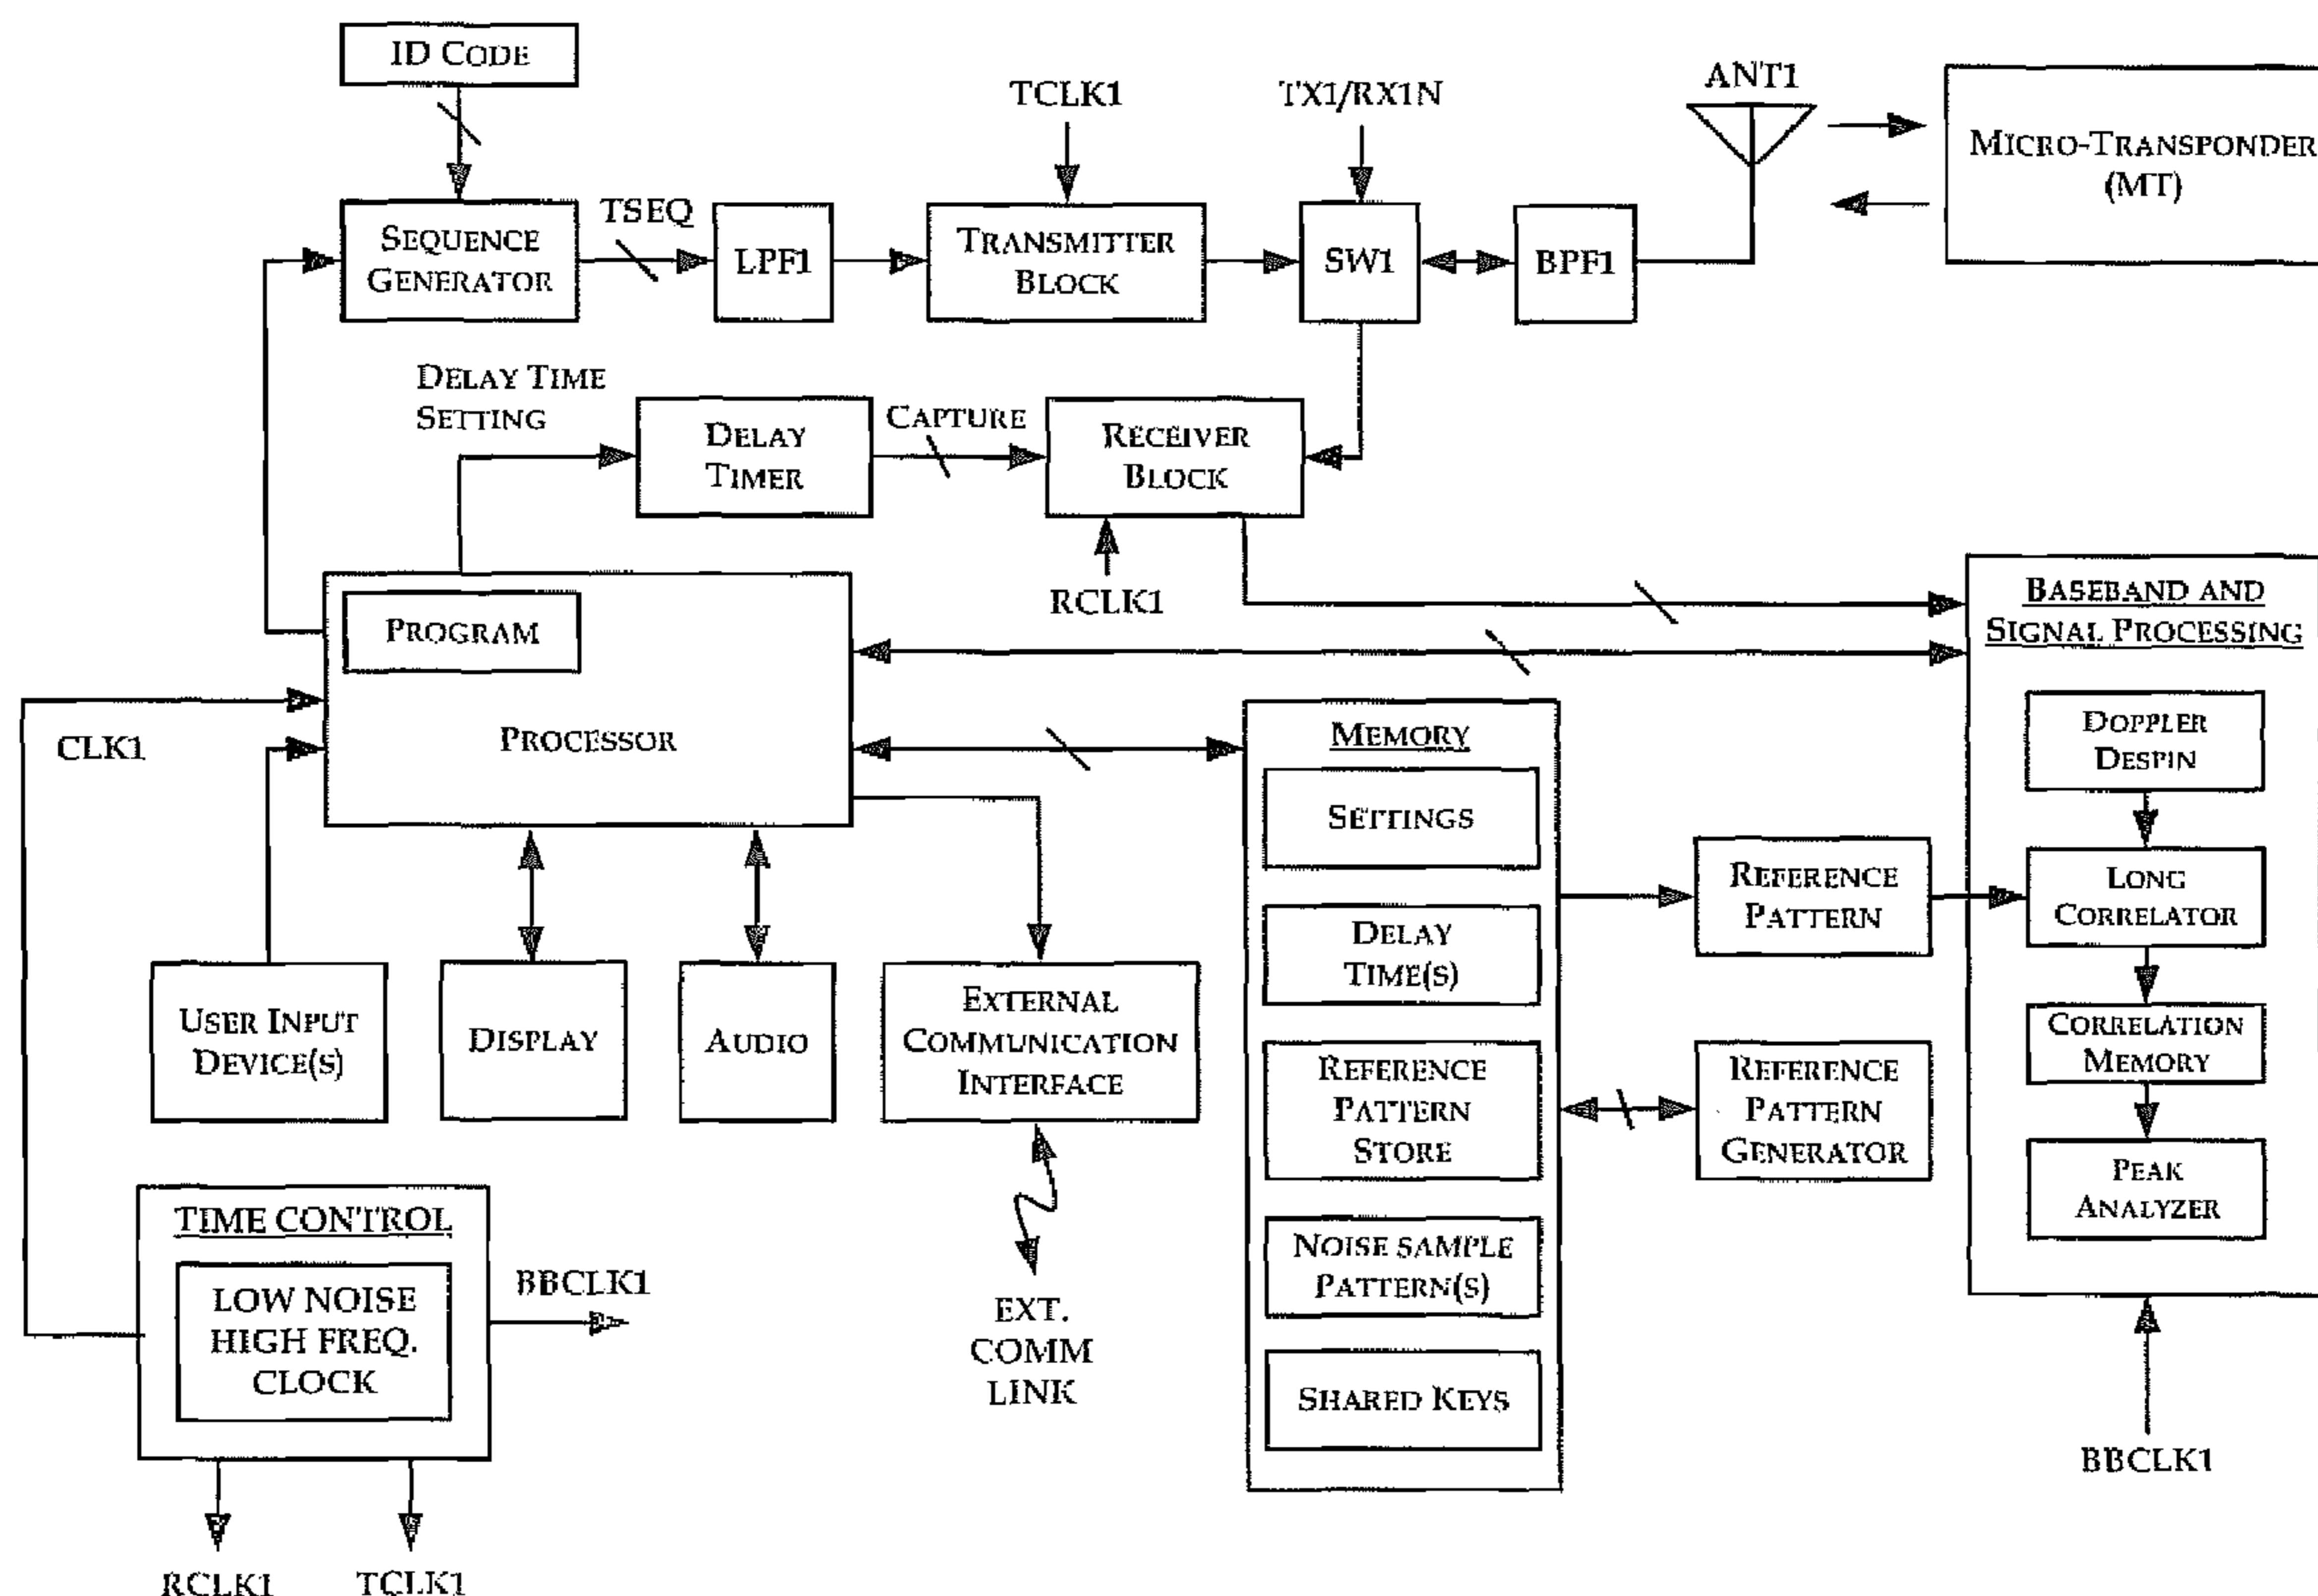 ID CODE
TCLK1
TX1/RX1N
ANT1
MICRO-TRANSPONDER
(MT)
SEQUENCE
GENERATOR
TSEQ
LPF1
TRANSMITTER
BLOCK
SW1
BPF1
DELAY TIME
SETTING
DELAY
TIMER
CAPTURE
RECEIVER
BLOCK
RCLK1
PROGRAM
PROCESSOR
CLK1
BASEBAND AND
SIGNAL PROCESSING
DOPPLER
DESPIN
LONG
CORRELATOR
CORRELATION
MEMORY
PEAK
ANALYZER
BBCLK1
MEMORY
SETTINGS
DELAY
TIME(S)
REFERENCE
PATTERN
STORE
NOISE SAMPLE
PATTERN(S)
SHARED KEYS
REFERENCE
PATTERN
REFERENCE
PATTERN
GENERATOR
USER INPUT
DEVICE(S)
DISPLAY
AUDIO
EXTERNAL
COMMUNICATION
INTERFACE
EXT.
COMM
LINK
TIME CONTROL
LOW NOISE
HIGH FREQ.
CLOCK
BBCLK1
RCLK1
TCLK1